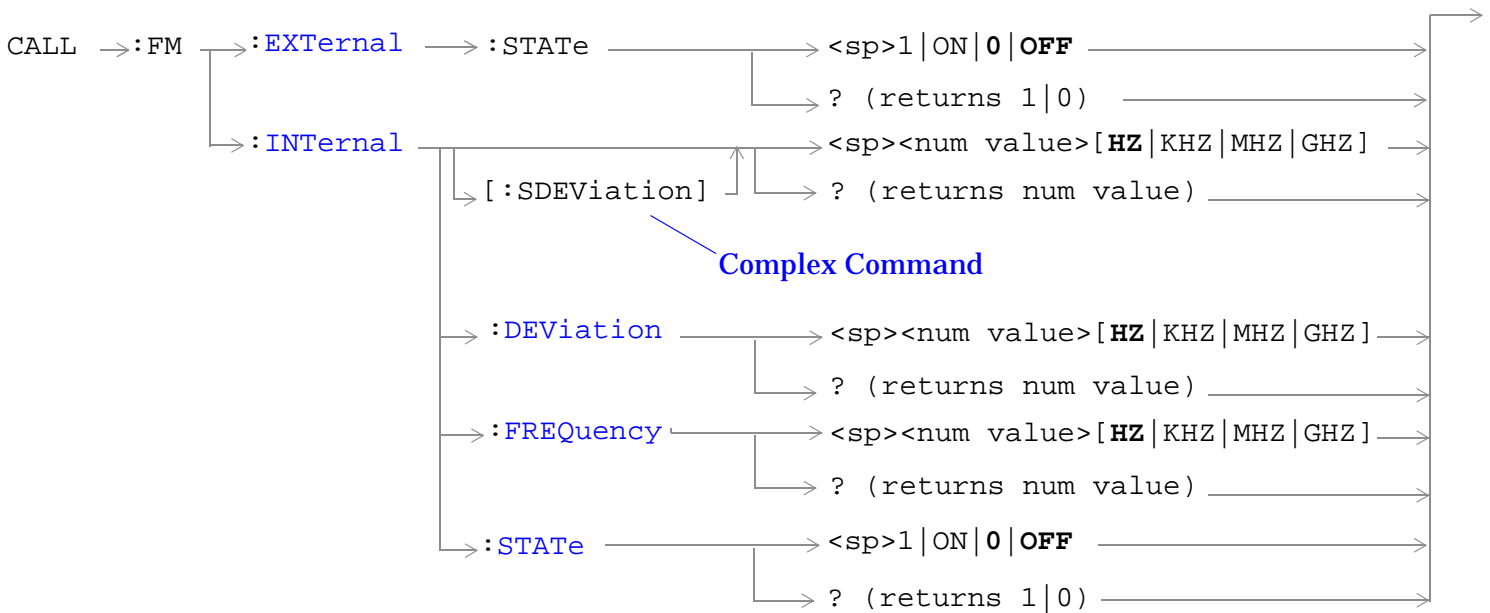 CALL :FM :EXTernal :STATe <sp>1|ON|0|OFF
? (returns 1|0)
:INTernal <sp><num value>[HZ|KHZ|MHZ|GHZ]
[:SDEViation] ? (returns num value)
Complex Command
:DEViation <sp><num value>[HZ|KHZ|MHZ|GHZ]
? (returns num value)
:FREQuency <sp><num value>[HZ|KHZ|MHZ|GHZ]
? (returns num value)
:STATe <sp>1|ON|0|OFF
? (returns 1|0)